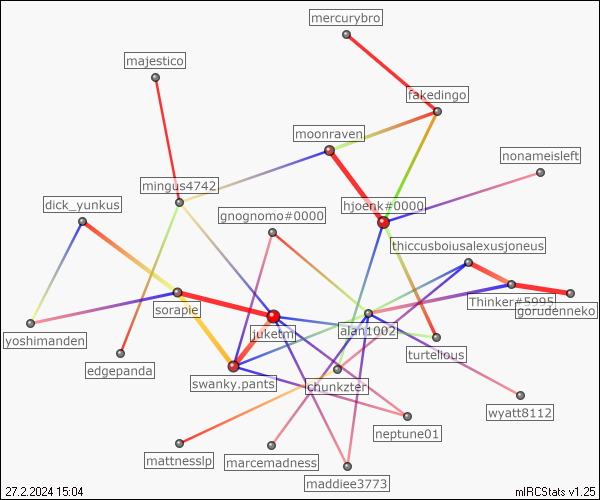 mercurybro
majestico
fakedingo
moonraven
nonameisleft
mingus4742
dick_yunkus
hjoenk#0000
gnognomo#0000
thiccusboiusalexusjoneus
Thinker#5995
gorudenneko
sorapie
yoshimanden
juketm
alan1002
turtellous
edgepanda
swanky.pants
chunkzter
wyatt8112
neptune01
mattnesslp
marcemadness
maddiee3773
27.2.2024 15:04
mIRCStats v1.25